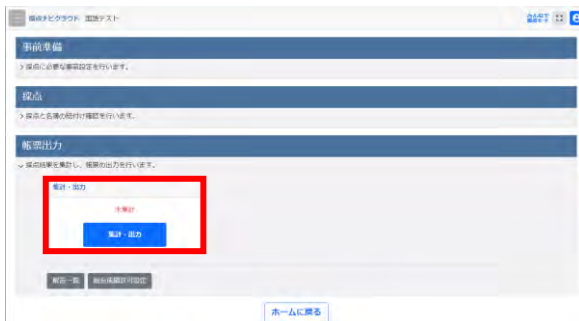 採点ナビクラウド 国語テスト
事前準備
採点に必要な事前設定を行います。
採点
採点と名簿の紐付け確認を行います。
帳票出力
採点結果を集計し、帳票の出力を行います。
集計・出力
未集計
集計・出力
解答一覧
ホームに戻る